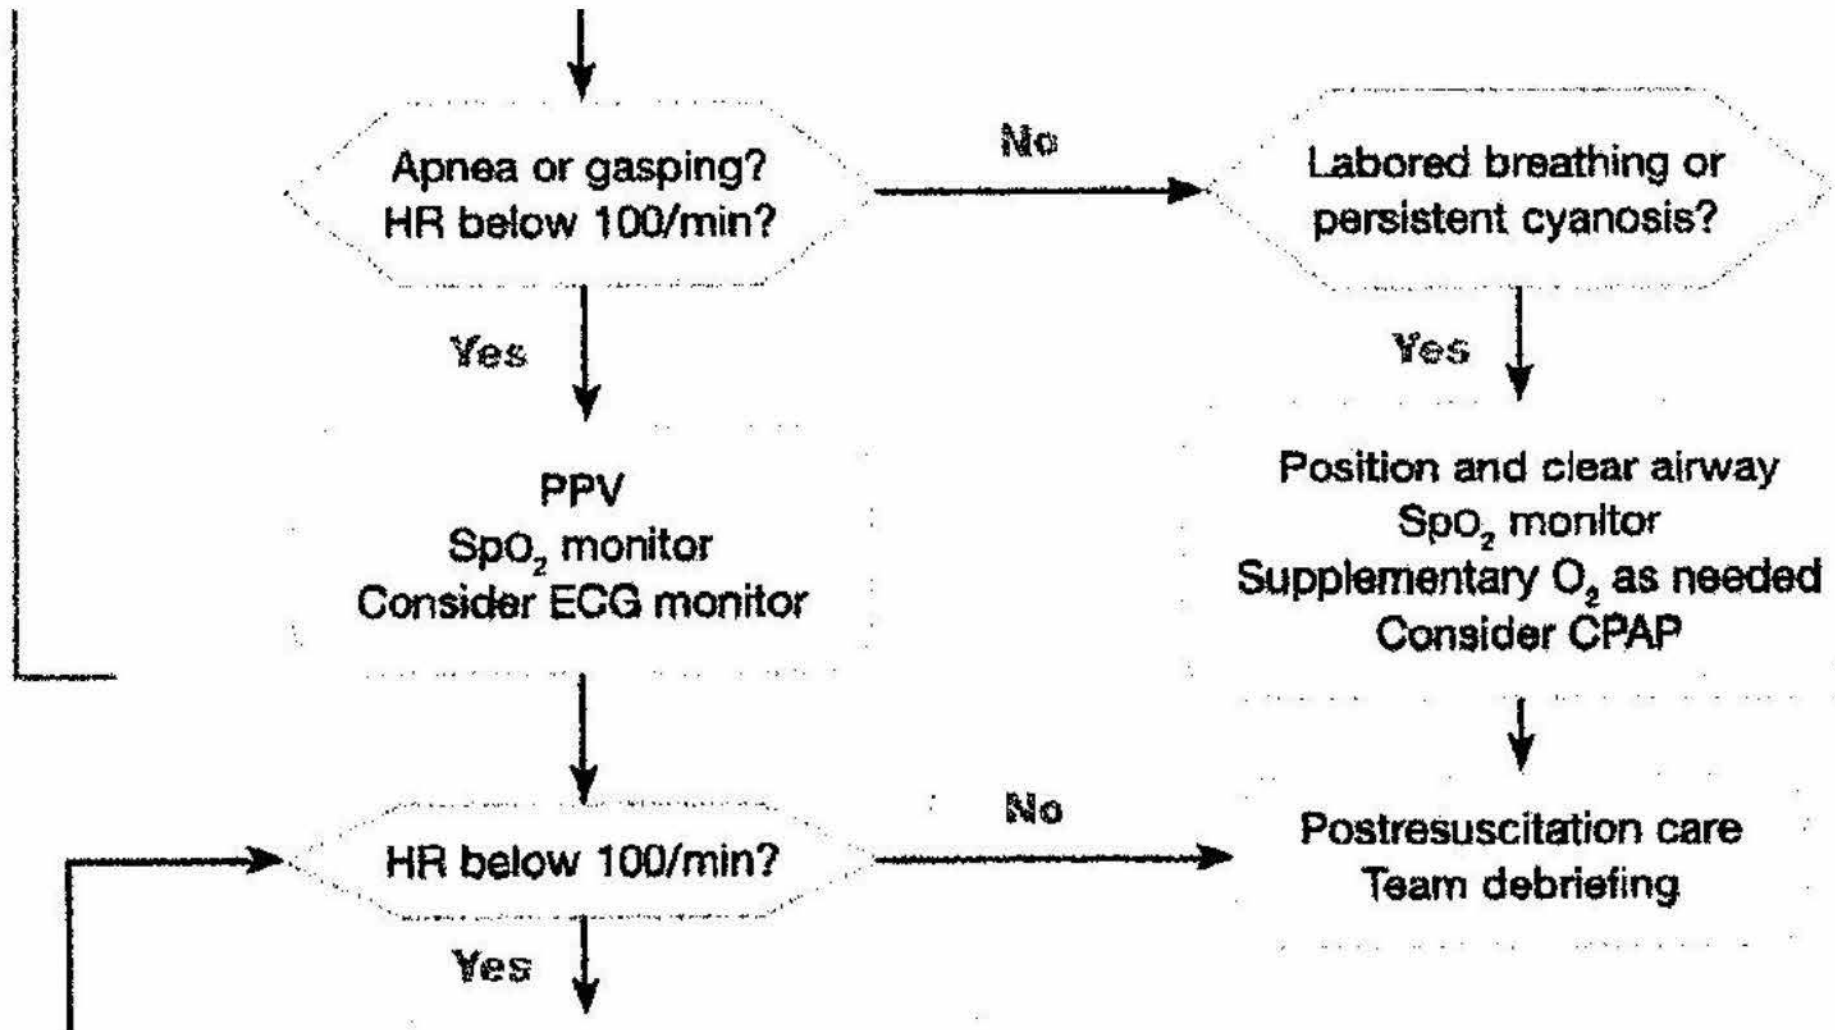 Apnea or gasping?
HR below 100/min?
No
Labored breathing or
persistent cyanosis?
Yes
Yes
PPV
SpO₂ monitor
Consider ECG monitor
Position and clear airway
SpO₂ monitor
Supplementary O₂ as needed
Consider CPAP
HR below 100/min?
No
Postresuscitation care
Team debriefing
Yes